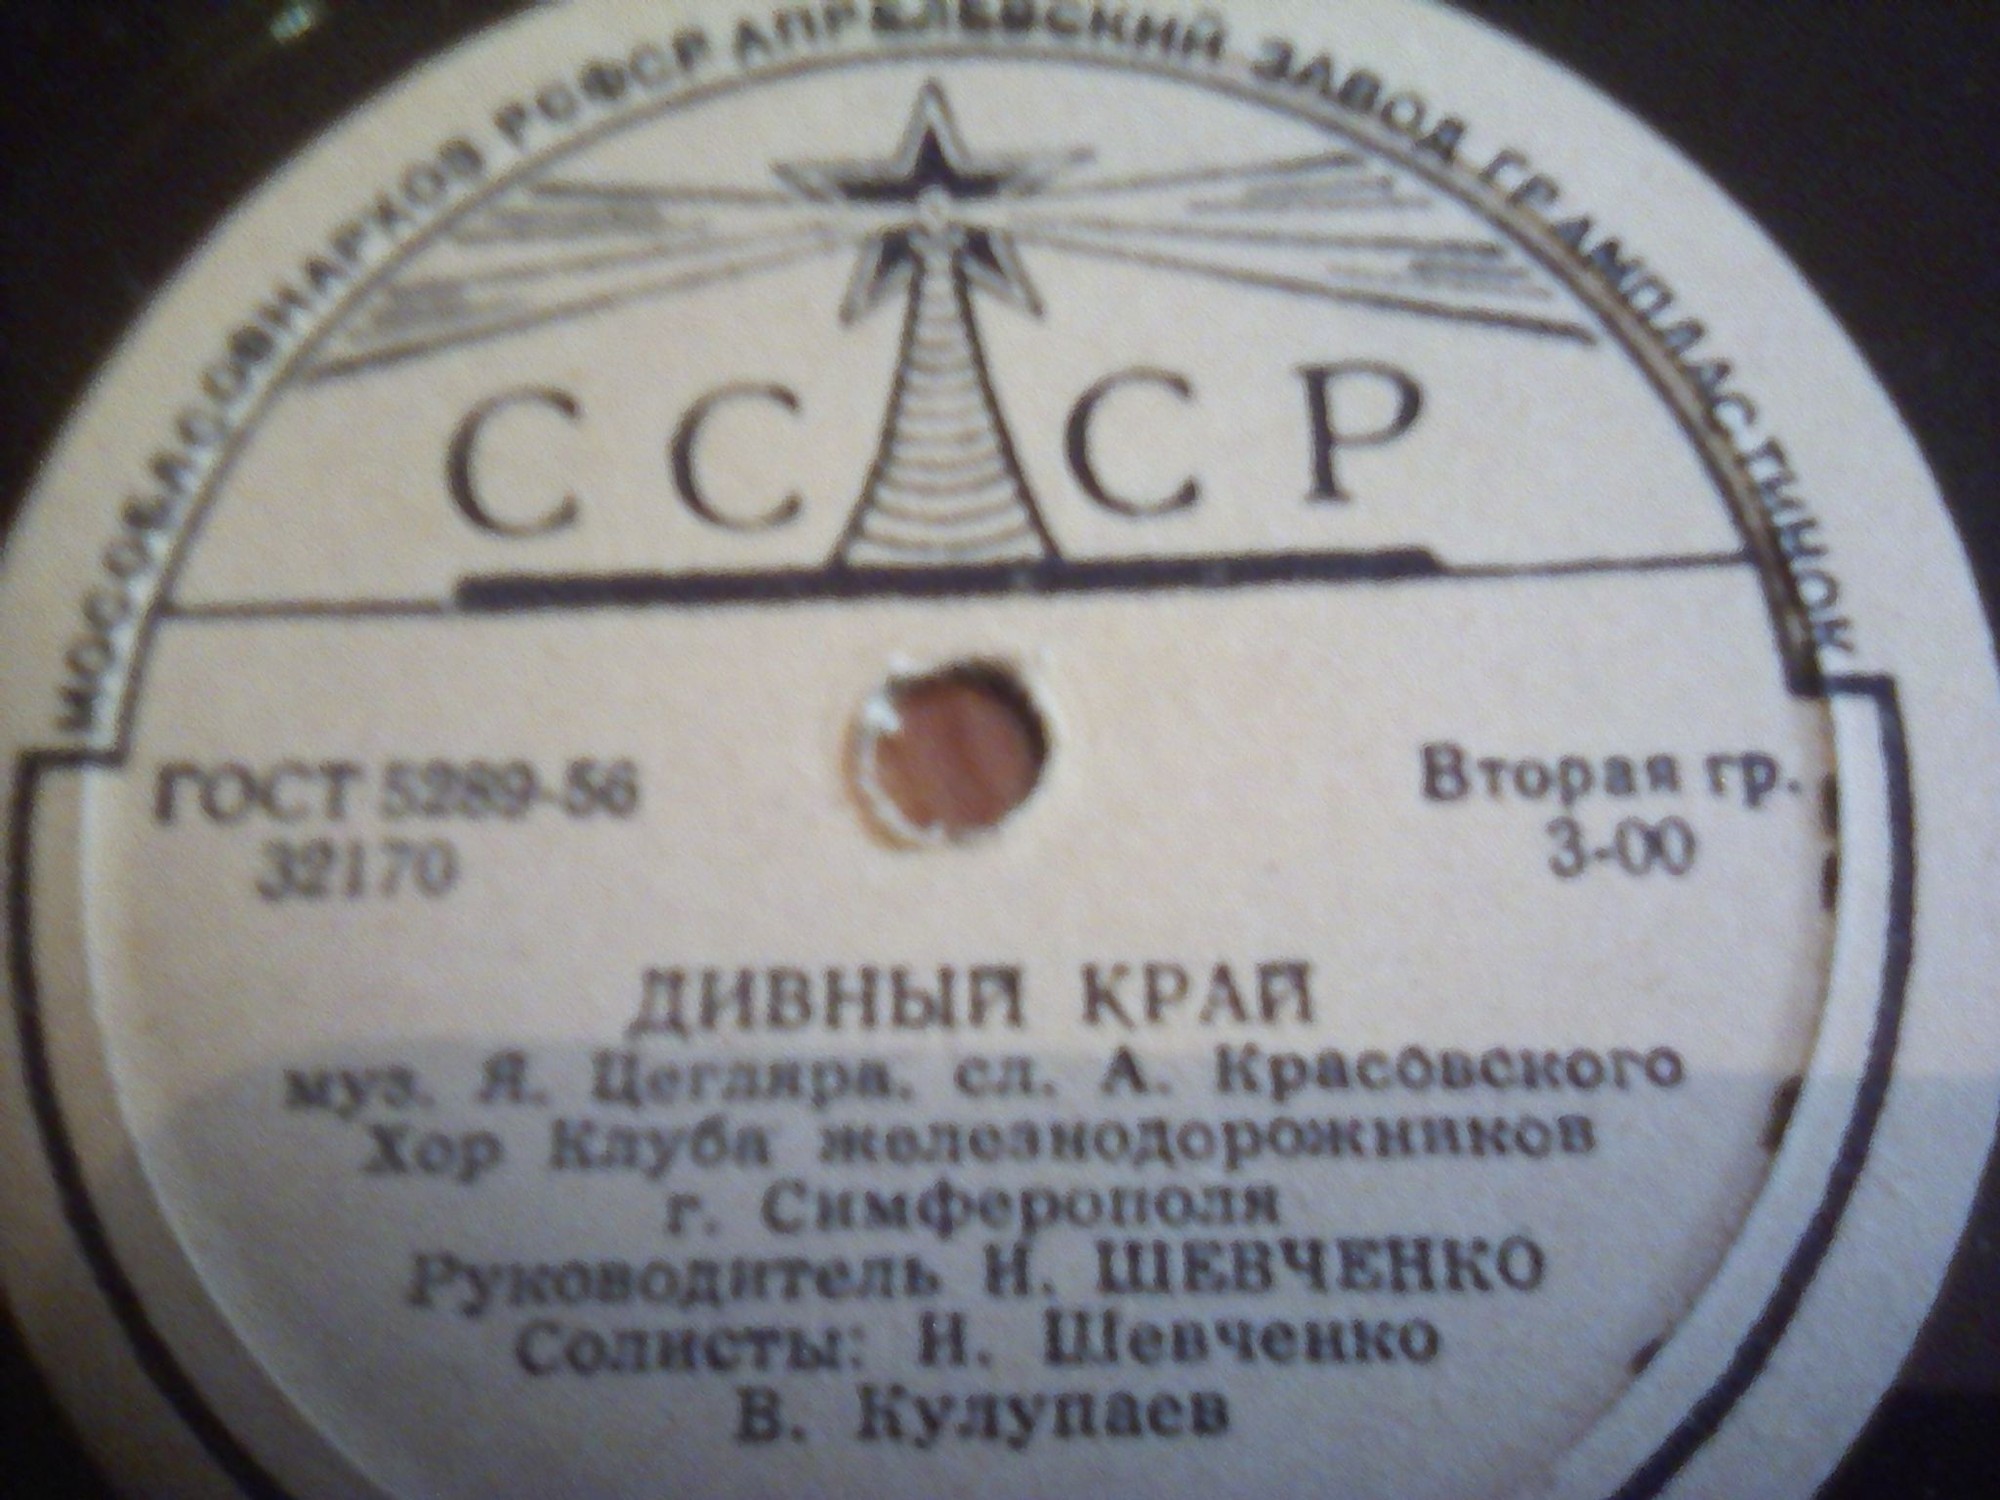 МОСОБЛСОВНАРХОЗ РСФСР АПРЕЛЕВСКИЙ ЗАВОД ГРАМПЛАСТИНОК
СССР
ГОСТ 5289-56
32170
Вторая гр.
3-00
ДИВНЫЙ КРАЙ
муз. Я. Цегляра, сл. А. Красовского
Хор Клуба железнодорожников
г. Симферополя
Руководитель И. ШЕВЧЕНКО
Солисты: Н. Шевченко
В. Кулупаев